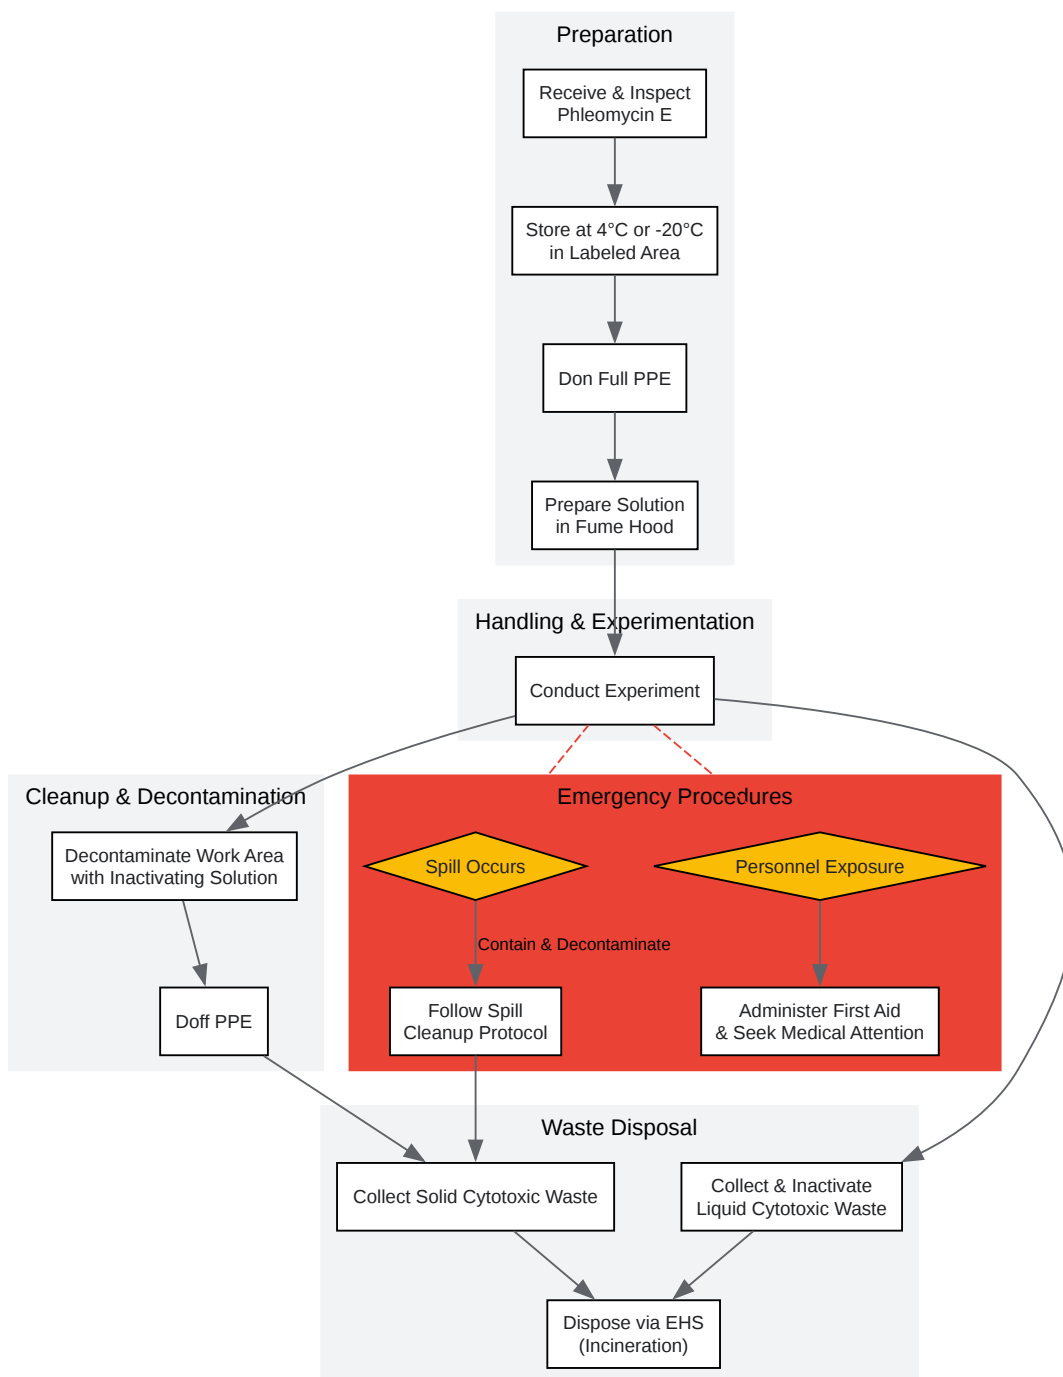 Preparation
Receive & Inspect
Phleomycin E
Store at 4°C or -20°C
in Labeled Area
Don Full PPE
Prepare Solution
in Fume Hood
Handling & Experimentation
Conduct Experiment
Cleanup & Decontamination
Decontaminate Work Area
with Inactivating Solution
Doff PPE
Emergency Procedures
Spill Occurs
Personnel Exposure
Contain & Decontaminate
Follow Spill
Cleanup Protocol
Administer First Aid
& Seek Medical Attention
Waste Disposal
Collect Solid Cytotoxic Waste
Collect & Inactivate
Liquid Cytotoxic Waste
Dispose via EHS
(Incineration)